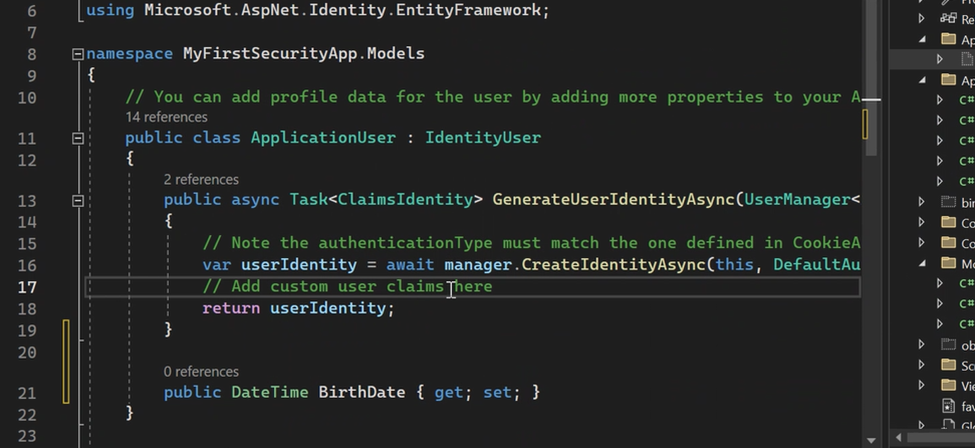 6 using Microsoft.AspNet.Identity.EntityFramework;
7
8 namespace MyFirstSecurityApp.Models
9 {
10 // You can add profile data for the user by adding more properties to your A
14 references
11 public class ApplicationUser : IdentityUser
12 {
2 references
13 public async Task<ClaimsIdentity> GenerateUserIdentityAsync(UserManager<
14 {
15 // Note the authenticationType must match the one defined in CookieA
16 var userIdentity = await manager.CreateIdentityAsync(this, DefaultAu
17 // Add custom user claims here
18 return userIdentity;
19 }
20
0 references
21 public DateTime BirthDate { get; set; }
22 }
23
Re
Ap
Ap
C#
C#
C#
C#
C#
bin
Co
Co
Mo
C#
C#
C#
ob
Sc
Vie
fav
Glo